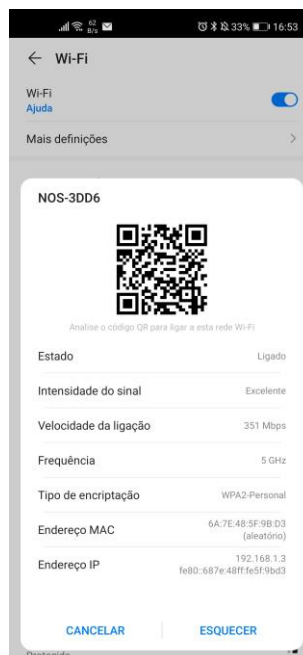 62
B/s
33%
16:53
Wi-Fi
Wi-Fi
Ajuda
Mais definições
NOS-3DD6
Analise o código QR para ligar a esta rede Wi-Fi
Estado
Ligado
Intensidade do sinal
Excelente
Velocidade da ligação
351 Mbps
Frequência
5 GHz
Tipo de encriptação
WPA2-Personal
Endereço MAC
6A:7E:48:5F:9B:D3
(aleatório)
Endereço IP
192.168.1.3
fe80::687e:48ff:fe5f:9bd3
CANCELAR
ESQUECER